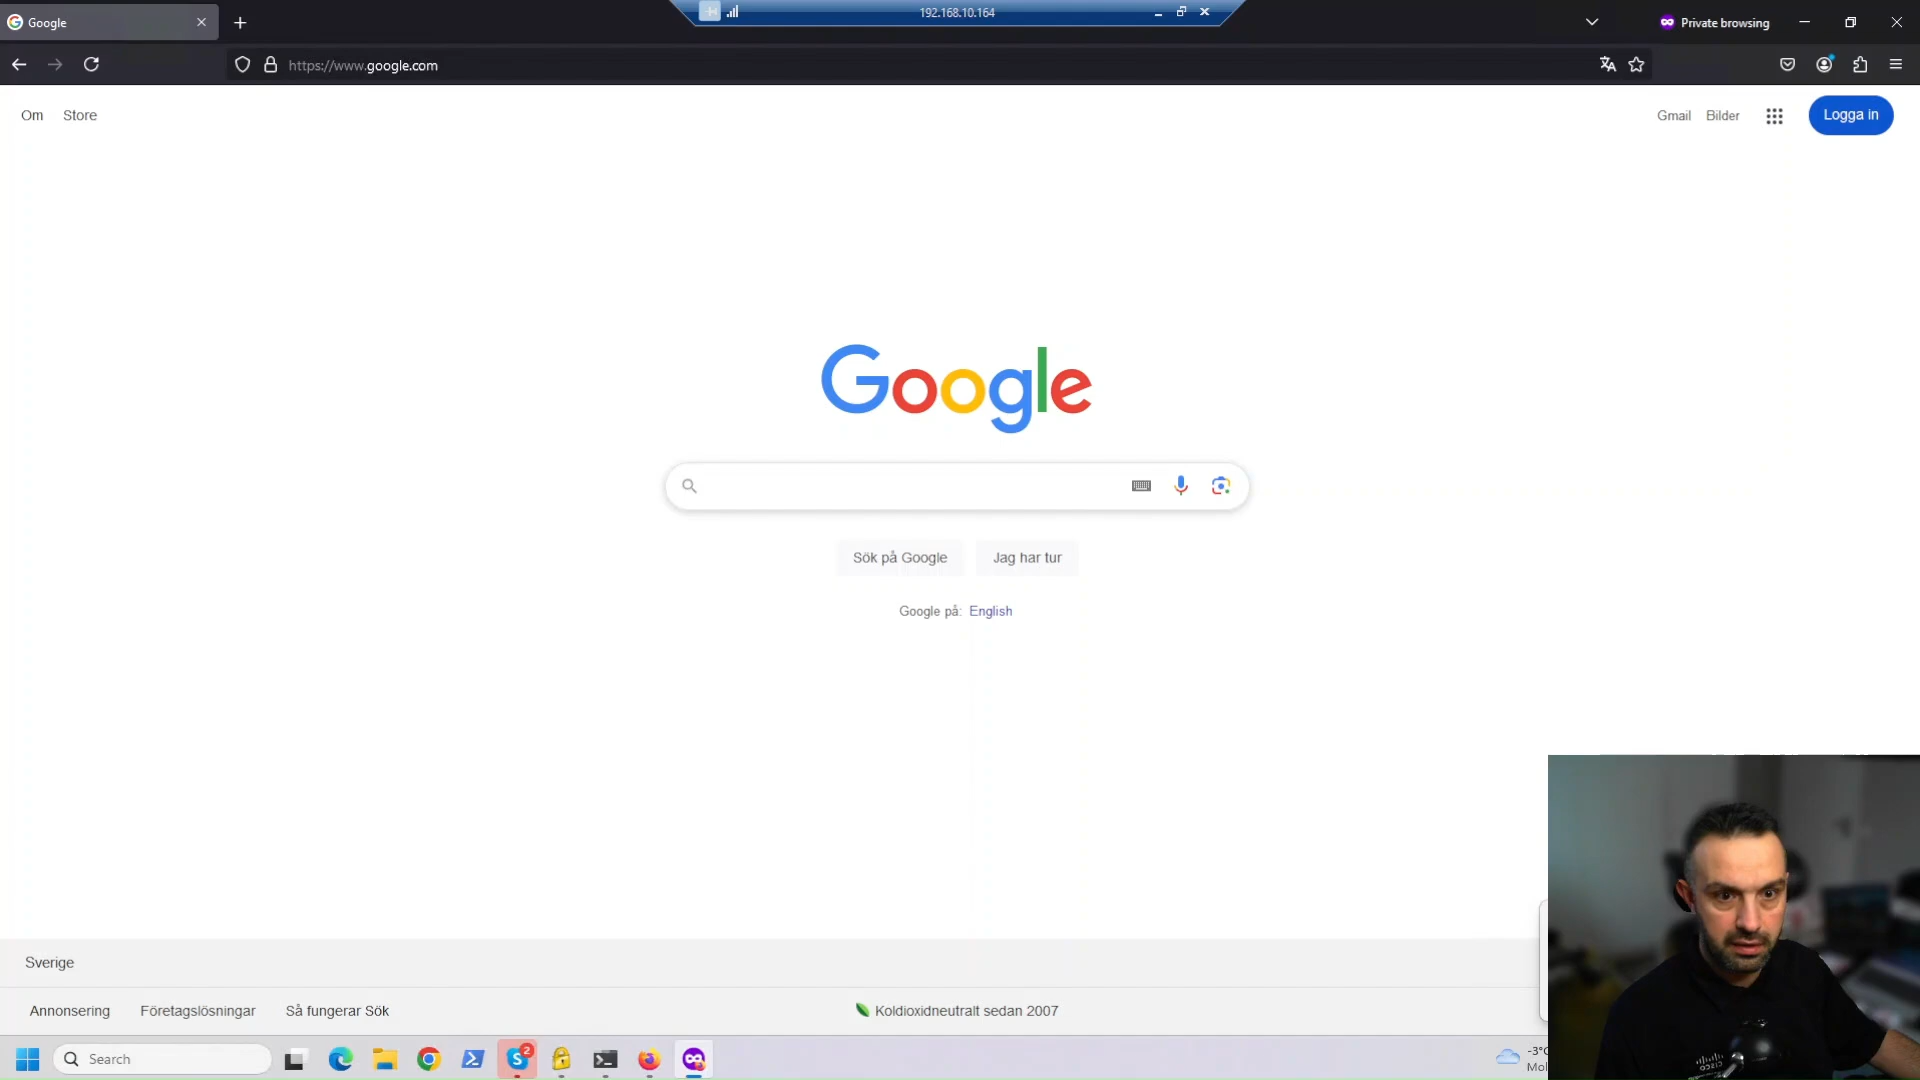 Google
192.168.10.164
Private browsing
https://www.google.com
Om Store
Gmail Bilder Logga in
Google
Sök på Google Jag har tur
Google på: English
Sverige
Annonsering Företagslösningar Så fungerar Sök
Koldioxidneutralt sedan 2007
Search
2
-3°C
CISCO